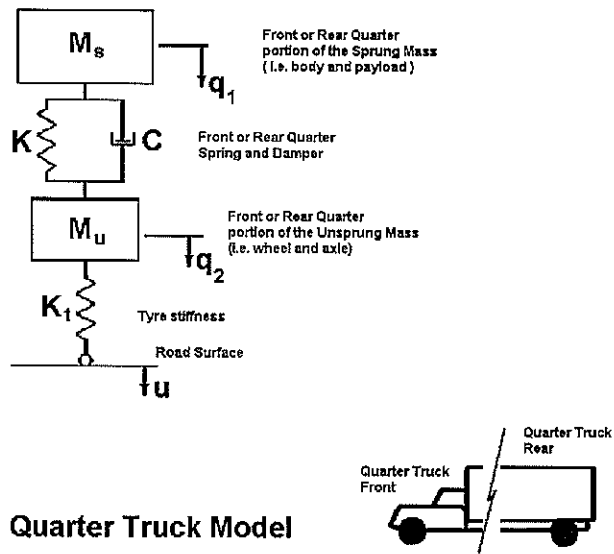 Front or Rear Quarter
portion of the Sprung Mass
( I.e. body and payload )
Ms
q1
K
C
Front or Rear Quarter
Spring and Damper
Mu
Front or Rear Quarter
portion of the Unsprung Mass
(I.e. wheel and axle)
q2
Kt
Tyre stiffness
Road Surface
u
Quarter Truck
Rear
Quarter Truck
Front
Quarter Truck Model